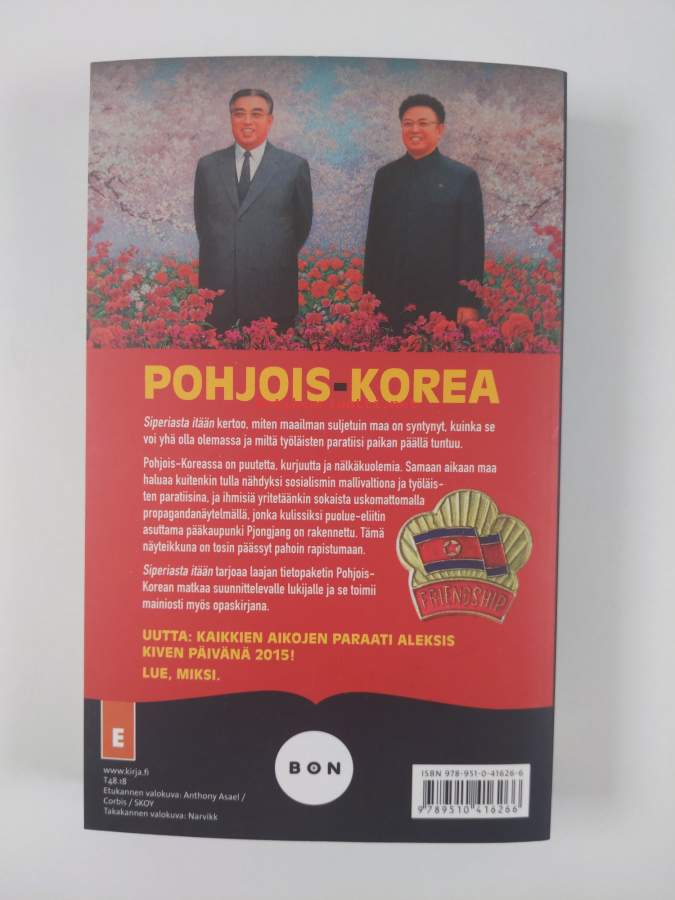 POHJOIS-KOREA
Siperiasta itään kertoo, miten maailman suljetuin maa on syntynyt, kuinka se
voi yhä olla olemassa ja miltä työläisten paratiisi paikan päällä tuntuu.
Pohjois-Koreassa on puutetta, kurjuutta ja nälkäkuolemia. Samaan aikaan maa
haluaa kuitenkin tulla nähdyksi sosialismin mallivaltiona ja työläis-
ten paratiisina, ja ihmisiä yritetäänkin sokaista uskomattomalla
propagandanäytelmällä, jonka kulissiksi puolue-eliitin
asuttama pääkaupunki Pjongjang on rakennettu. Tämä
näyteikkuna on tosin päässyt pahoin rapistumaan.
FRIENDSHIP
Siperiasta itään tarjoaa laajan tietopaketin Pohjois-
Korean matkaa suunnittelevalle lukijalle ja se toimii
mainiosti myös opaskirjana.
UUTTA: KAIKKIEN AIKOJEN PARAATI ALEKSIS
KIVEN PÄIVÄNÄ 2015!
LUE, MIKSI.
E
www.kirja.fi
T48.18
Etukannen valokuva: Anthony Asael /
Corbis / SKOY
Takakannen valokuva: Narvikk
BON
ISBN 978-951-0-41626-6
9789510416266